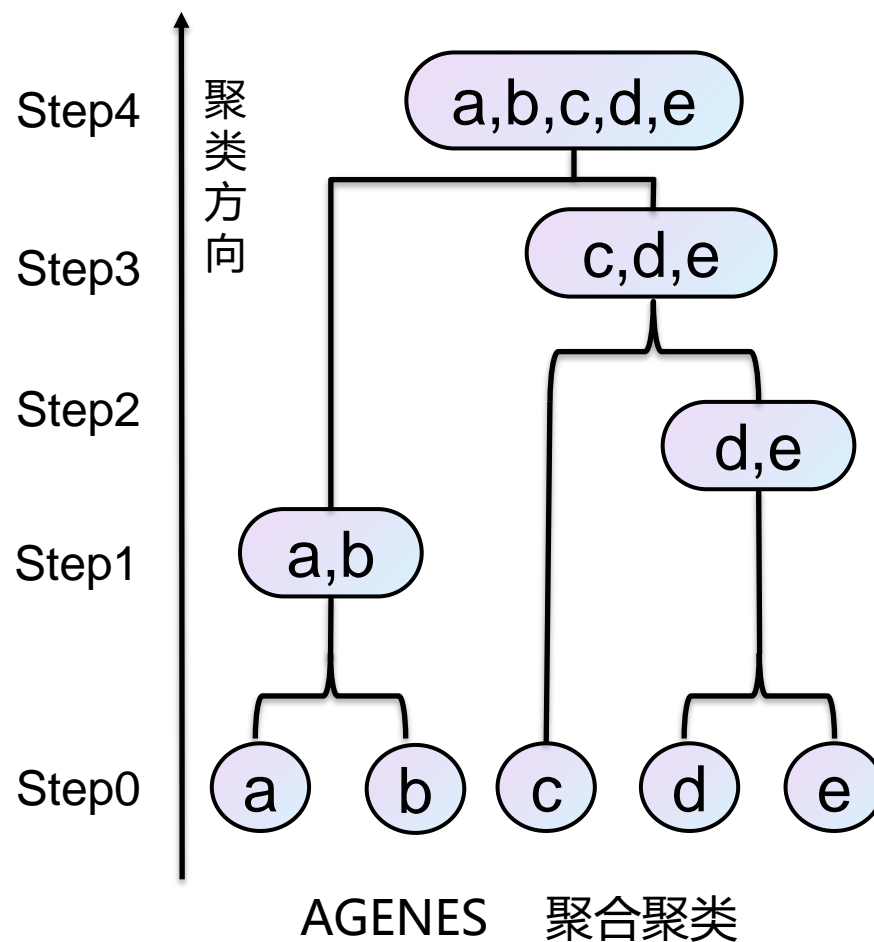 Step4
聚类方向
a,b,c,d,e
Step3
c,d,e
Step2
d,e
Step1
a,b
Step0
a
b
c
d
e
AGENES 聚合聚类